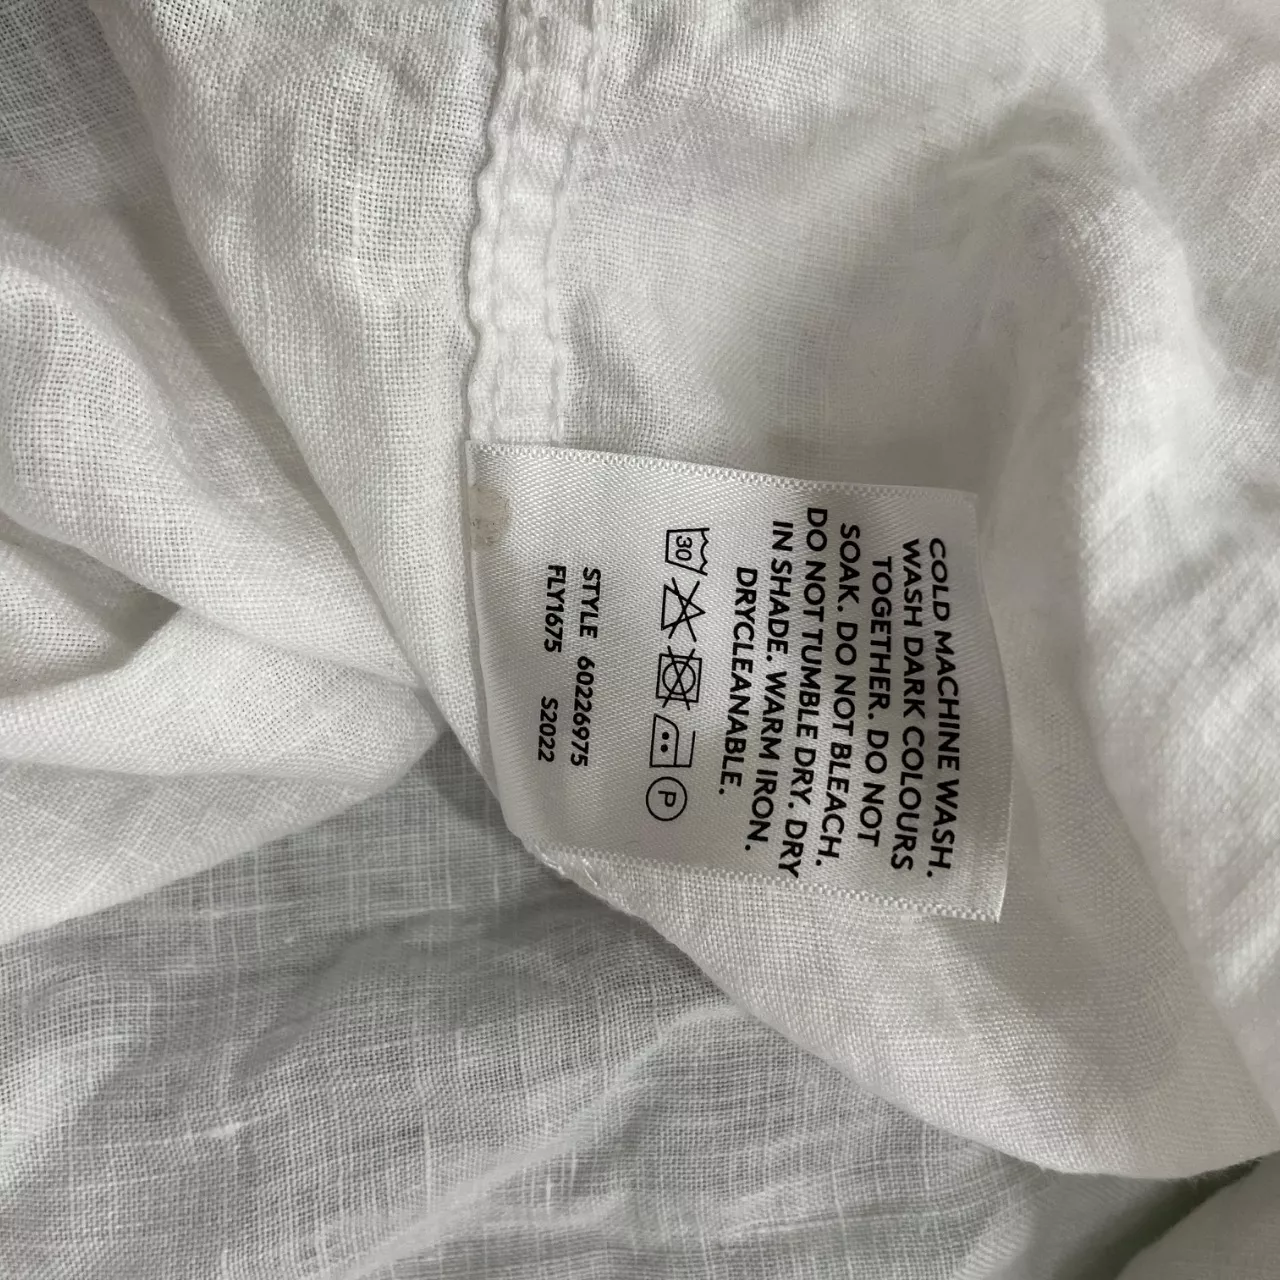 COLD MACHINE WASH.
WASH DARK COLOURS
TOGETHER. DO NOT
SOAK. DO NOT BLEACH.
DO NOT TUMBLE DRY. DRY
IN SHADE. WARM IRON.
DRYCLEANABLE.
30 P
STYLE 60226975
FLY1675 S2022